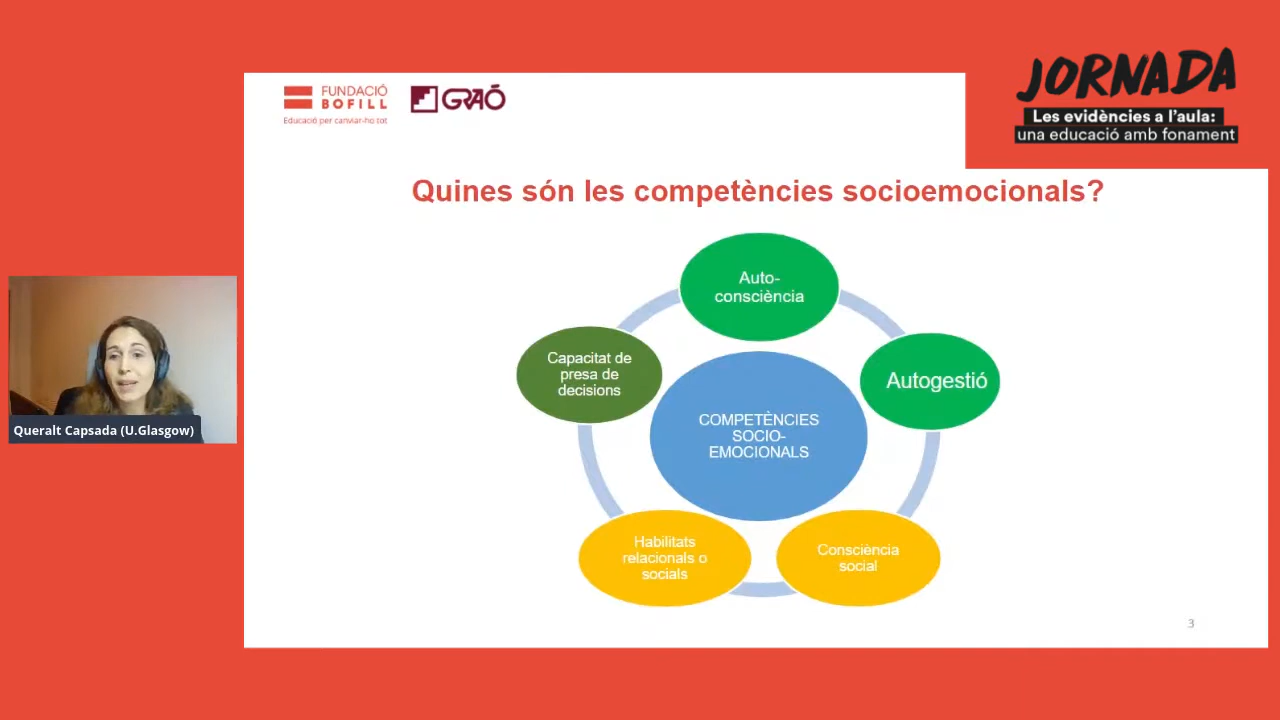 FUNDACIÓ
BOFILL
Educació per canviar-ho tot
GRAÓ
JORNADA
Les evidències a l'aula:
una educació amb fonament
Quines són les competències socioemocionals?
Auto-
consciència
Capacitat de
presa de
decisions
Autogestió
COMPETÈNCIES
SOCIO-
EMOCIONALS
Habilitats
relacionals o
socials
Consciència
social
Queralt Capsada (U.Glasgow)
3